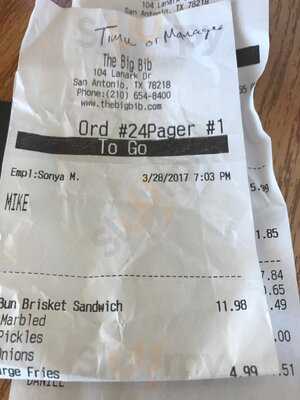 Time or Manager
The Big Bib
104 Lanark Dr
San Antonio, TX 78218
Phone:(210) 654-8400
www.thebigbib.com
Ord #24Pager #1
To Go
Empl:Sonya M. 3/28/2017 7:03 PM
MIKE
Bun Brisket Sandwich 11.98
Marbled
Pickles
Onions
arge Fries 4.99
San Antonio, TX 78218
5.99
1.85
7.84
.65
.49
.00
.51
DANIEL